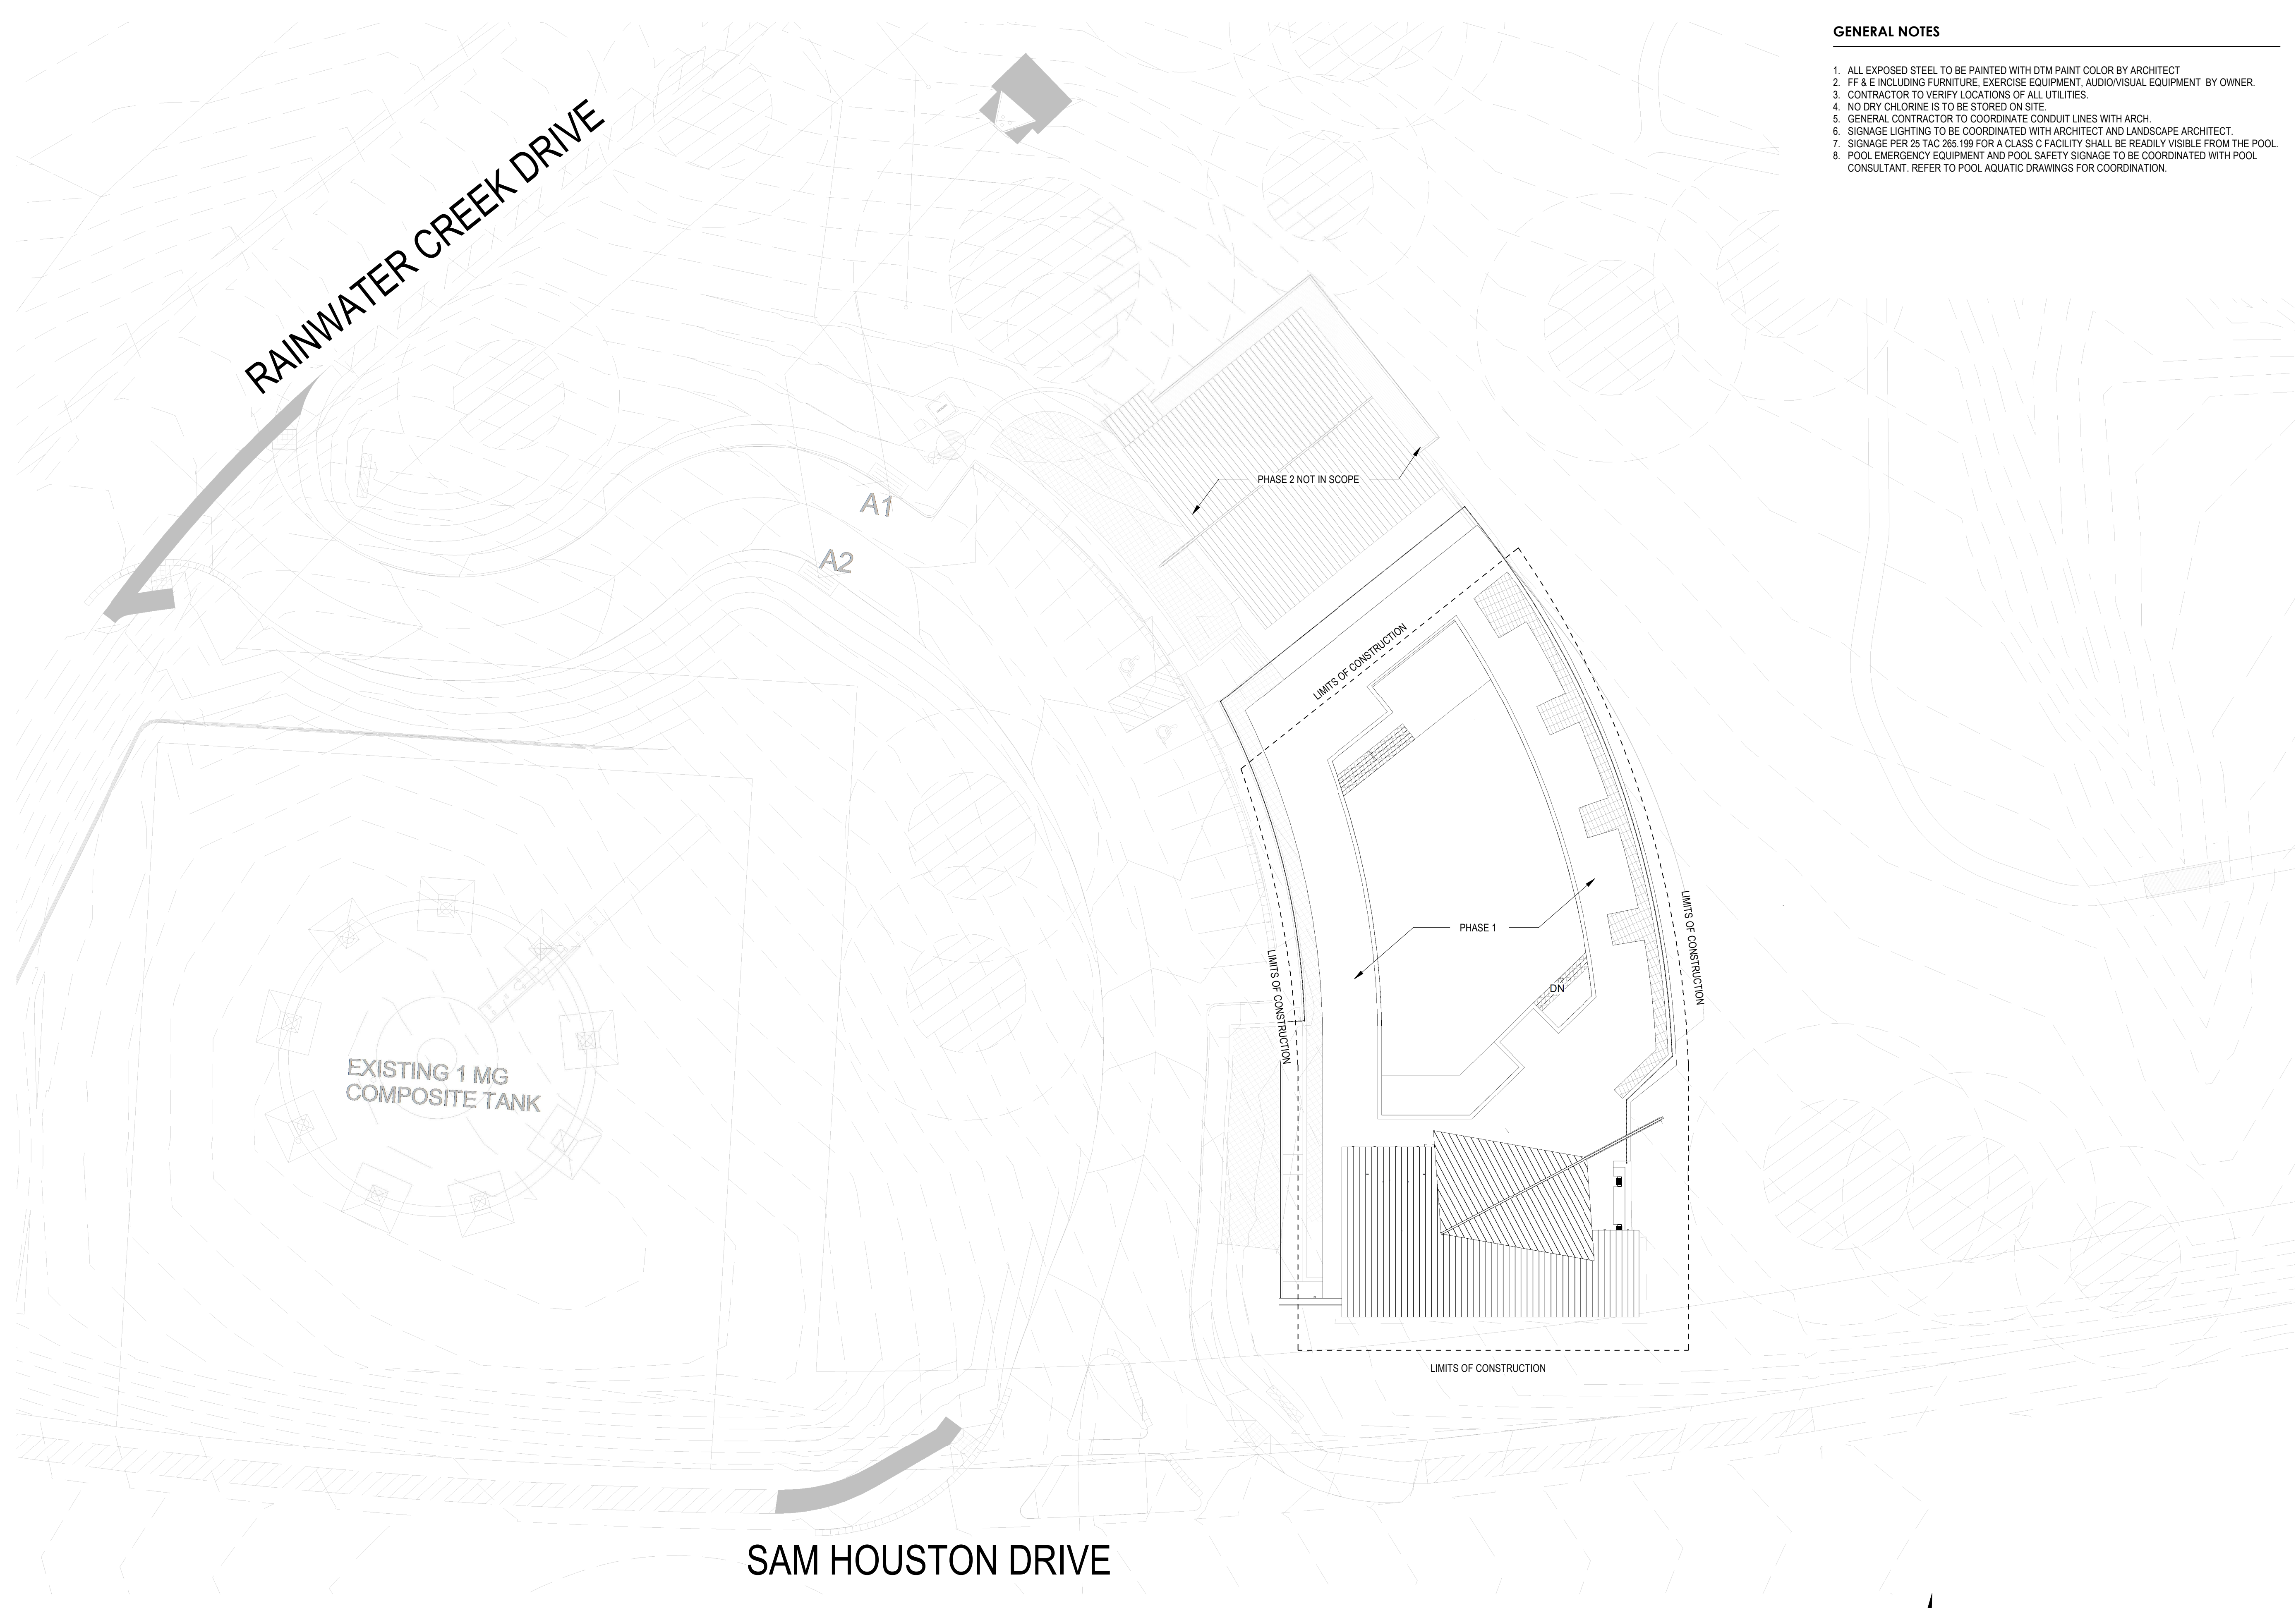 GENERAL NOTES
1. ALL EXPOSED STEEL TO BE PAINTED WITH DTM PAINT COLOR BY ARCHITECT
2. FF & E INCLUDING FURNITURE, EXERCISE EQUIPMENT, AUDIO/VISUAL EQUIPMENT BY OWNER.
3. CONTRACTOR TO VERIFY LOCATIONS OF ALL UTILITIES.
4. NO DRY CHLORINE IS TO BE STORED ON SITE.
5. GENERAL CONTRACTOR TO COORDINATE CONDUIT LINES WITH ARCH.
6. SIGNAGE LIGHTING TO BE COORDINATED WITH ARCHITECT AND LANDSCAPE ARCHITECT.
7. SIGNAGE PER 25 TAC 265.199 FOR A CLASS C FACILITY SHALL BE READILY VISIBLE FROM THE POOL.
8. POOL EMERGENCY EQUIPMENT AND POOL SAFETY SIGNAGE TO BE COORDINATED WITH POOL
CONSULTANT. REFER TO POOL AQUATIC DRAWINGS FOR COORDINATION.
RAINWATER CREEK DRIVE
PHASE 2 NOT IN SCOPE
A1
A2
LIMITS OF CONSTRUCTION
PHASE 1
LIMITS OF CONSTRUCTION
LIMITS OF CONSTRUCTION
DN
EXISTING 1 MG
COMPOSITE TANK
LIMITS OF CONSTRUCTION
SAM HOUSTON DRIVE